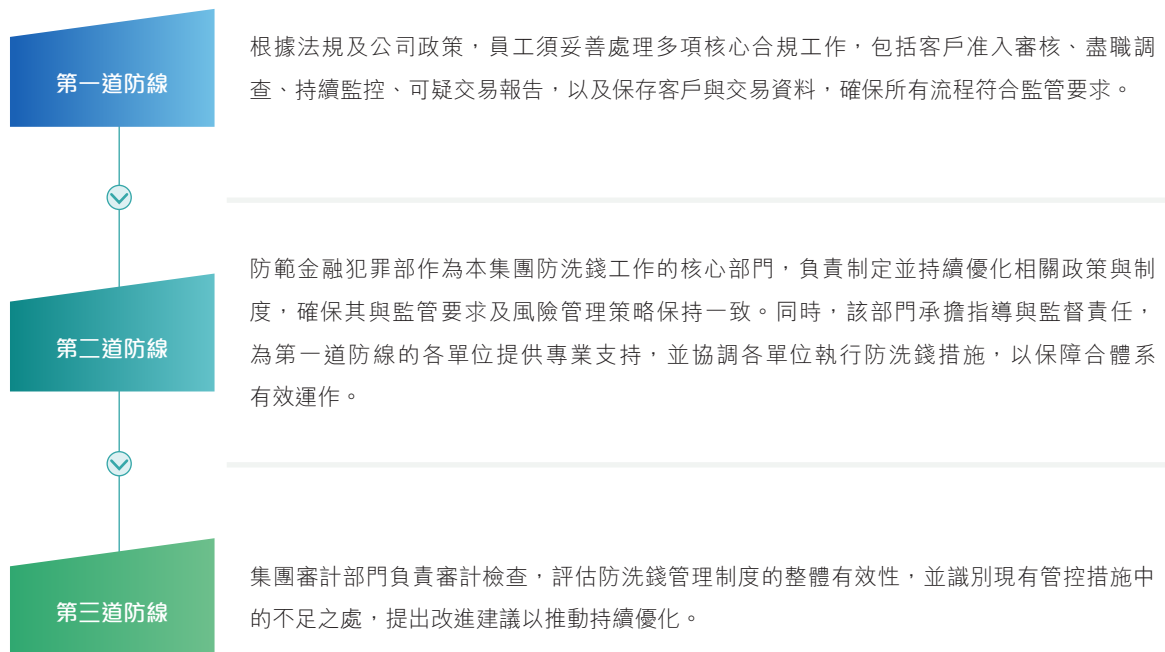 第一道防線
根據法規及公司政策，員工須妥善處理多項核心合規工作，包括客戶准入審核、盡職調
查、持續監控、可疑交易報告，以及保存客戶與交易資料，確保所有流程符合監管要求。
第二道防線
防範金融犯罪部作為本集團防洗錢工作的核心部門，負責制定並持續優化相關政策與制
度，確保其與監管要求及風險管理策略保持一致。同時，該部門承擔指導與監督責任，
為第一道防線的各單位提供專業支持，並協調各單位執行防洗錢措施，以保障合體系
有效運作。
第三道防線
集團審計部門負責審計檢查，評估防洗錢管理制度的整體有效性，並識別現有管控措施中
的不足之處，提出改進建議以推動持續優化。